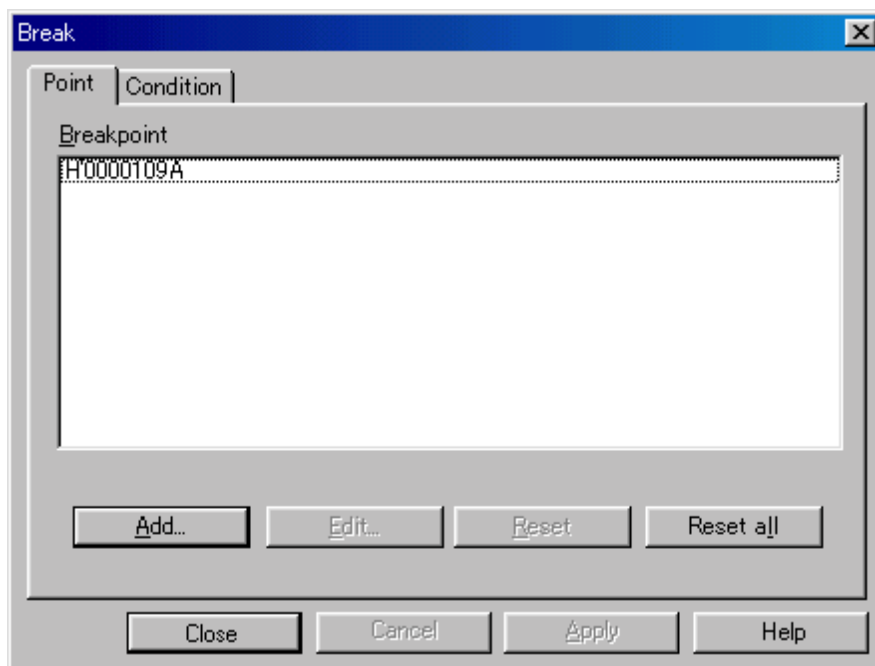 Break
Point Condition
Breakpoint
H'0000109A
Add... Edit... Reset Reset all
Close Cancel Apply Help